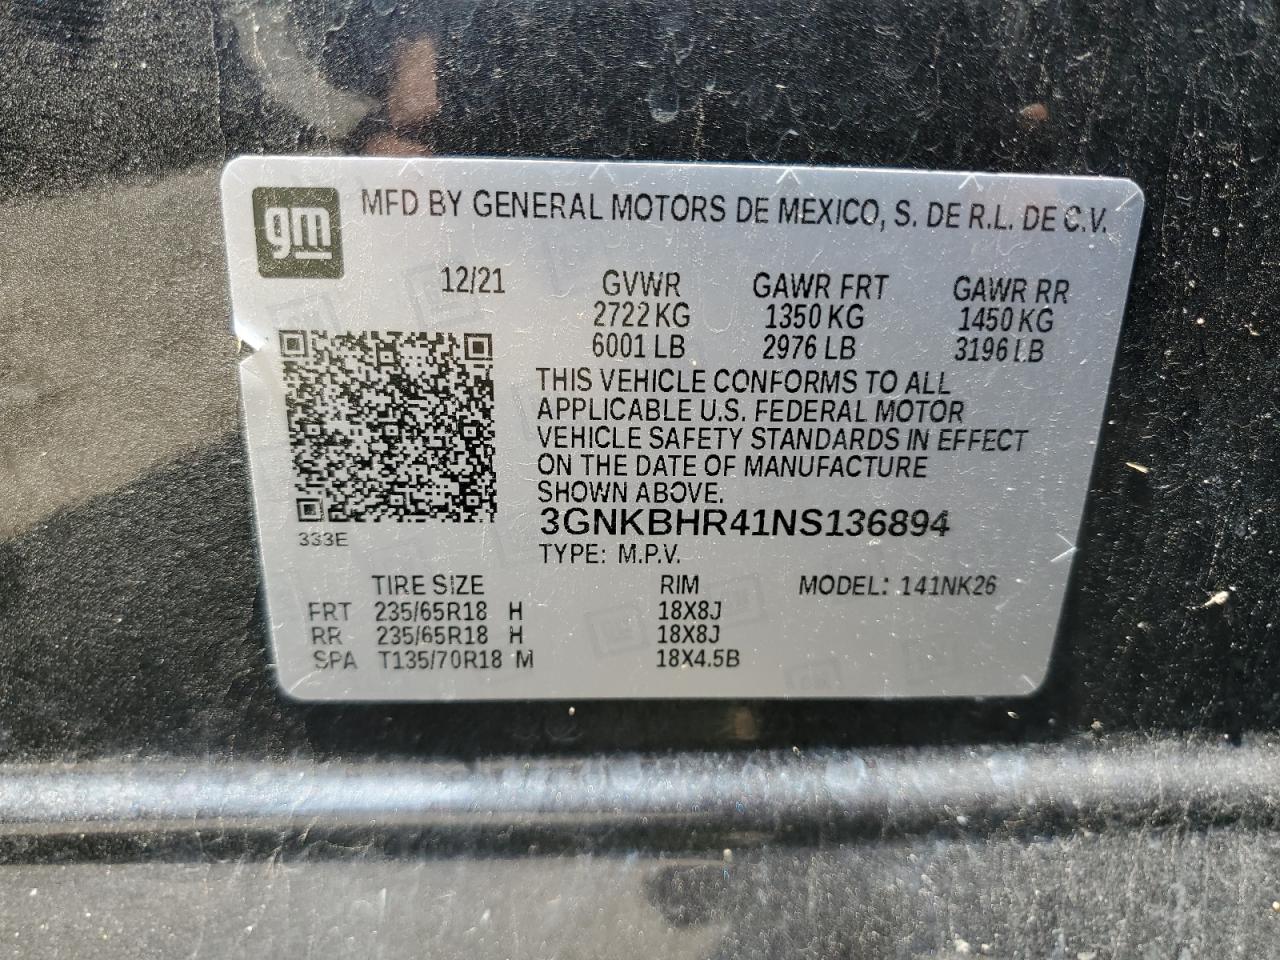 gm
MFD BY GENERAL MOTORS DE MEXICO, S. DE R.L. DE C.V.
12/21 GVWR GAWR FRT GAWR RR
2722 KG 1350 KG 1450 KG
6001 LB 2976 LB 3196 LB
THIS VEHICLE CONFORMS TO ALL
APPLICABLE U.S. FEDERAL MOTOR
VEHICLE SAFETY STANDARDS IN EFFECT
ON THE DATE OF MANUFACTURE
SHOWN ABOVE.
3GNKBHR41NS136894
333E
TYPE: M.P.V.
TIRE SIZE RIM MODEL: 141NK26
FRT 235/65R18 H 18X8J
RR 235/65R18 H 18X8J
SPA T135/70R18 M 18X4.5B